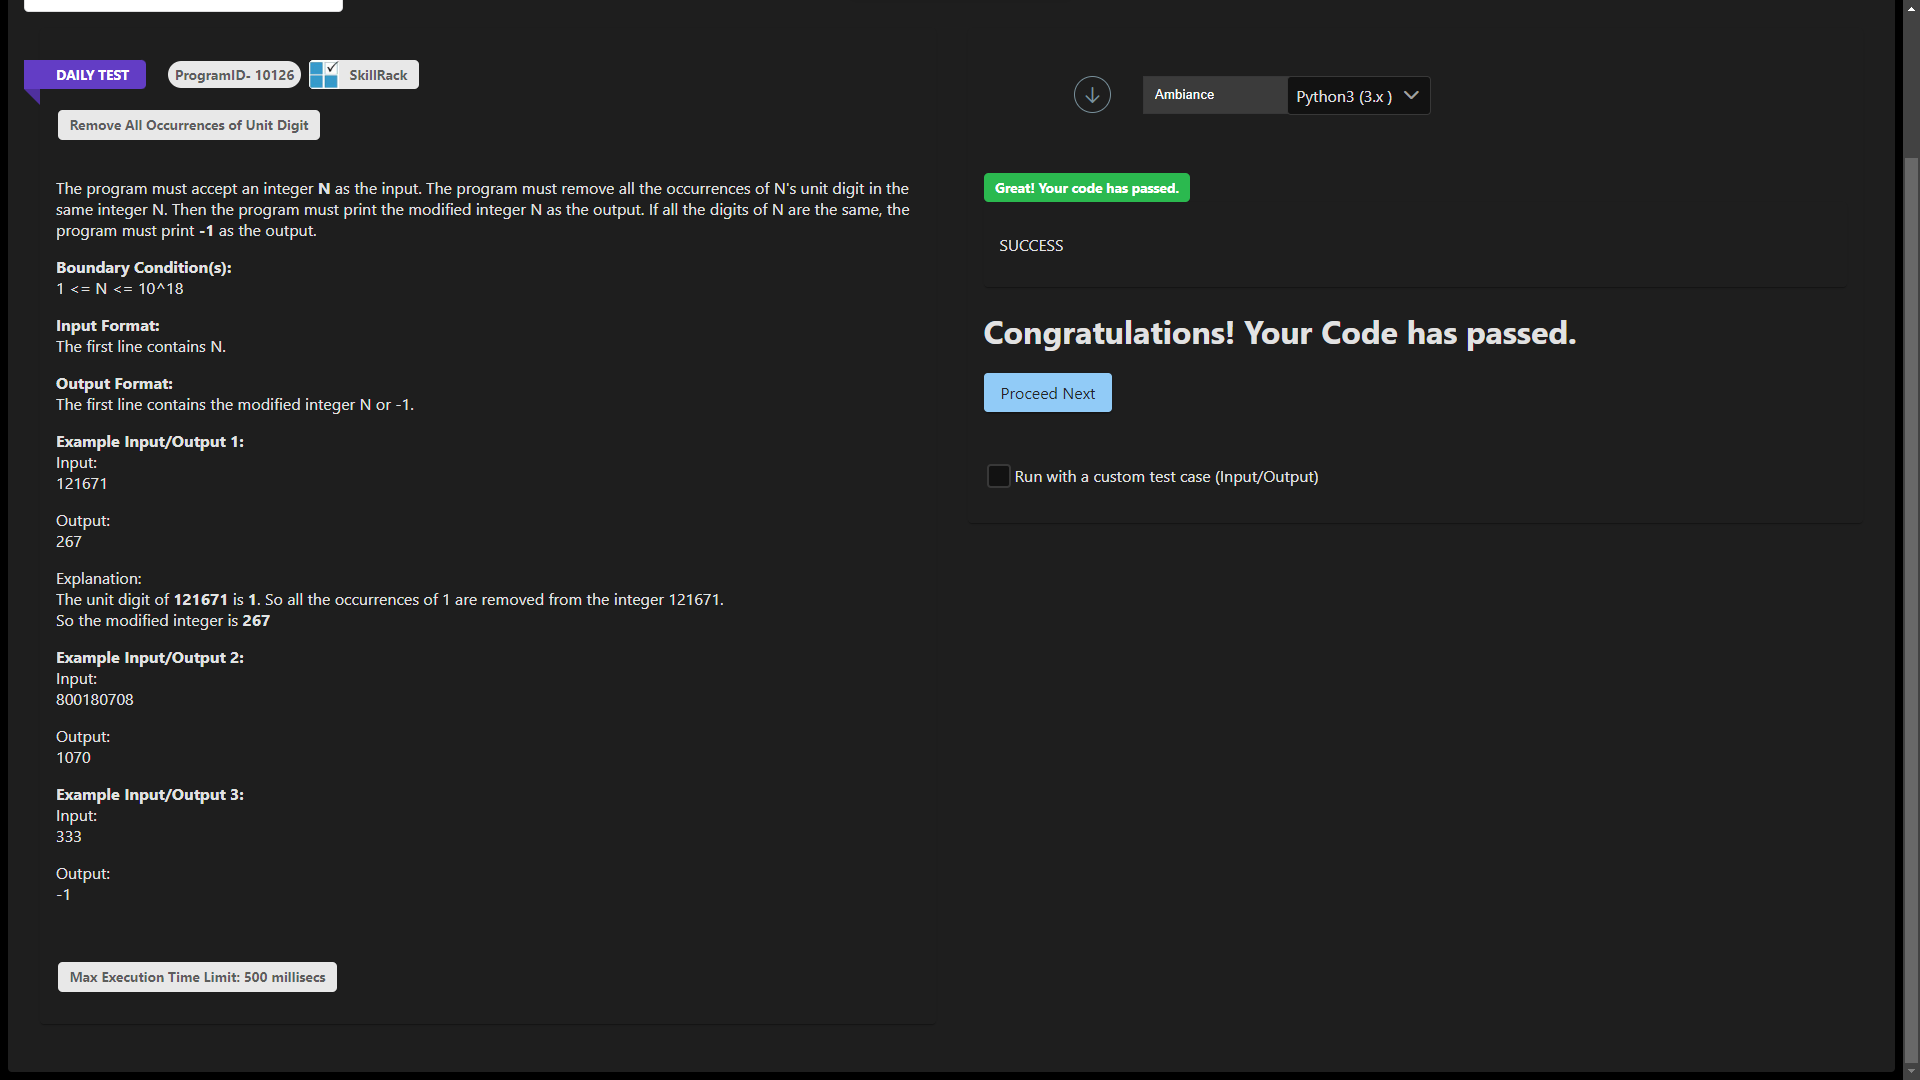 DAILY TEST
ProgramID- 10126
SkillRack
Remove All Occurrences of Unit Digit
The program must accept an integer N as the input. The program must remove all the occurrences of N's unit digit in the
same integer N. Then the program must print the modified integer N as the output. If all the digits of N are the same, the
program must print -1 as the output.
Boundary Condition(s):
1 <= N <= 10^18
Input Format:
The first line contains N.
Output Format:
The first line contains the modified integer N or -1.
Example Input/Output 1:
Input:
121671
Output:
267
Explanation:
The unit digit of 121671 is 1. So all the occurrences of 1 are removed from the integer 121671.
So the modified integer is 267
Example Input/Output 2:
Input:
800180708
Output:
1070
Example Input/Output 3:
Input:
333
Output:
-1
Max Execution Time Limit: 500 millisecs
Ambiance
Python3 (3.x )
Great! Your code has passed.
SUCCESS
Congratulations! Your Code has passed.
Proceed Next
Run with a custom test case (Input/Output)